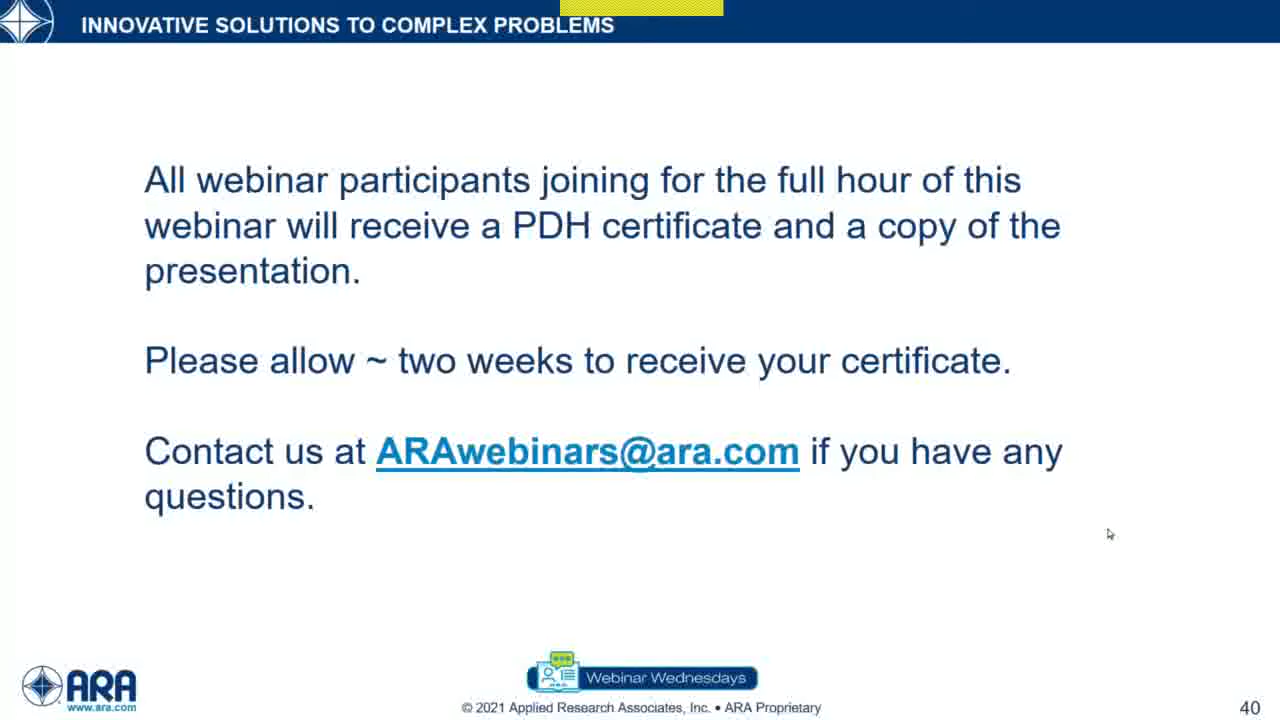 INNOVATIVE SOLUTIONS TO COMPLEX PROBLEMS
All webinar participants joining for the full hour of this
webinar will receive a PDH certificate and a copy of the
presentation.
Please allow ~ two weeks to receive your certificate.
Contact us at ARAwebinars@ara.com if you have any
questions.
ARA
www.ara.com
Webinar Wednesdays
© 2021 Applied Research Associates, Inc. • ARA Proprietary
40